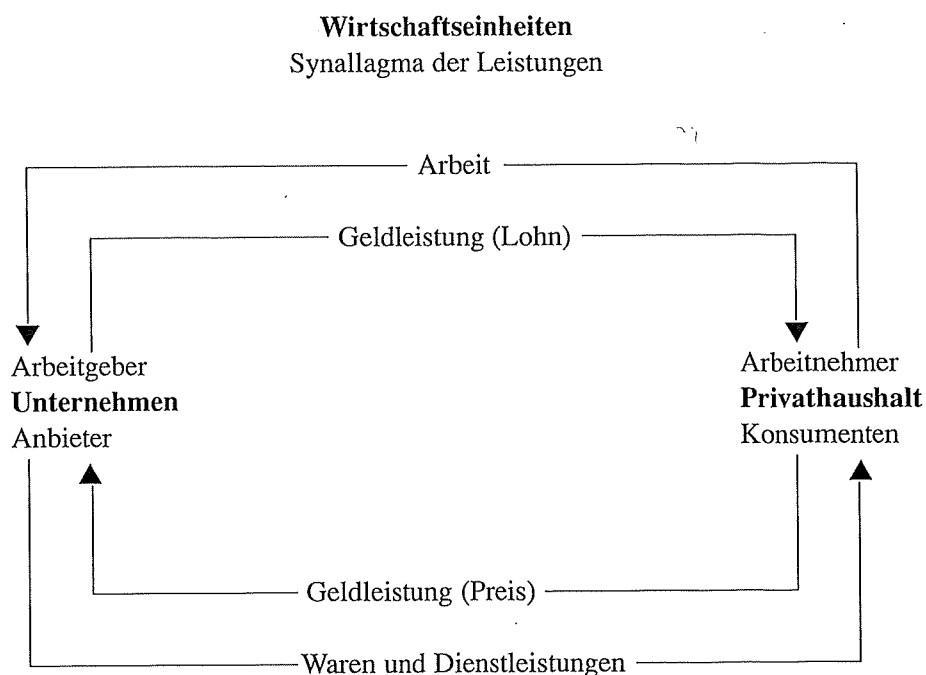 Wirtschaftseinheiten
Synallagma der Leistungen
Arbeit
Geldleistung (Lohn)
Arbeitgeber
Unternehmen
Anbieter
Arbeitnehmer
Privathaushalt
Konsumenten
Geldleistung (Preis)
Waren und Dienstleistungen